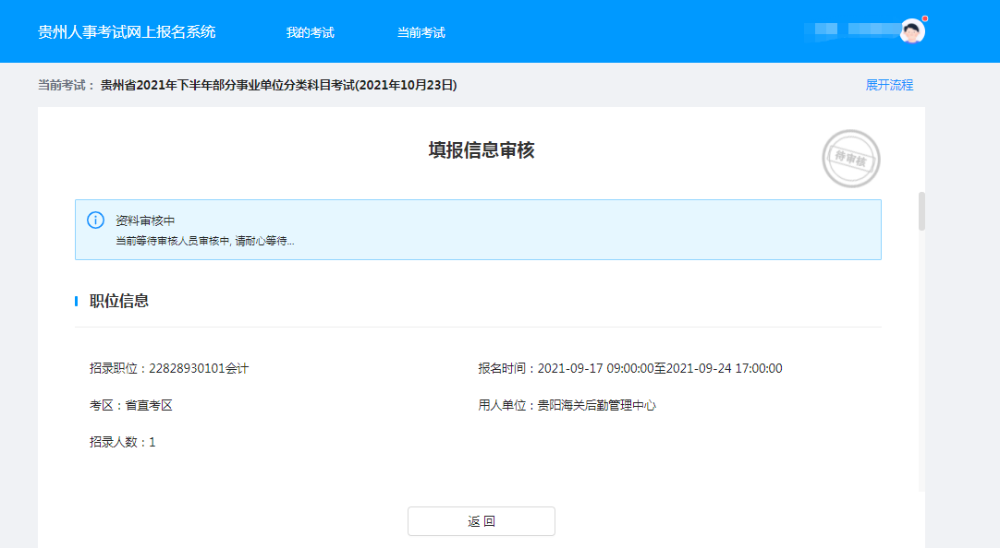 贵州人事考试网上报名系统 我的考试 当前考试
当前考试： 贵州省2021年下半年部分事业单位分类科目考试(2021年10月23日) 展开流程
填报信息审核
待审核
资料审核中
当前等待审核人员审核中, 请耐心等待...
职位信息
招录职位：22828930101会计 报名时间：2021-09-17 09:00:00至2021-09-24 17:00:00
考区：省直考区 用人单位：贵阳海关后勤管理中心
招录人数：1
返 回